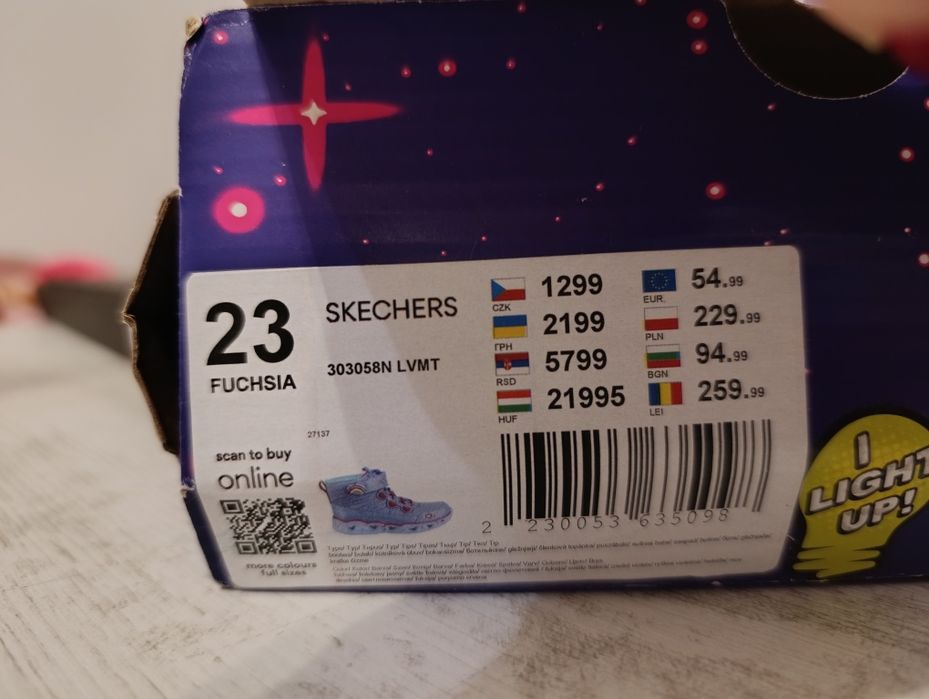 23
FUCHSIA
SKECHERS
303058N LVMT
CZK 1299
ГРН 2199
RSD 5799
HUF 21995
EUR. 54.99
PLN 229.99
BGN 94.99
LEI 259.99
27137
scan to buy
online
more colours
full sizes
2 230053 635098
I
LIGHT
UP!